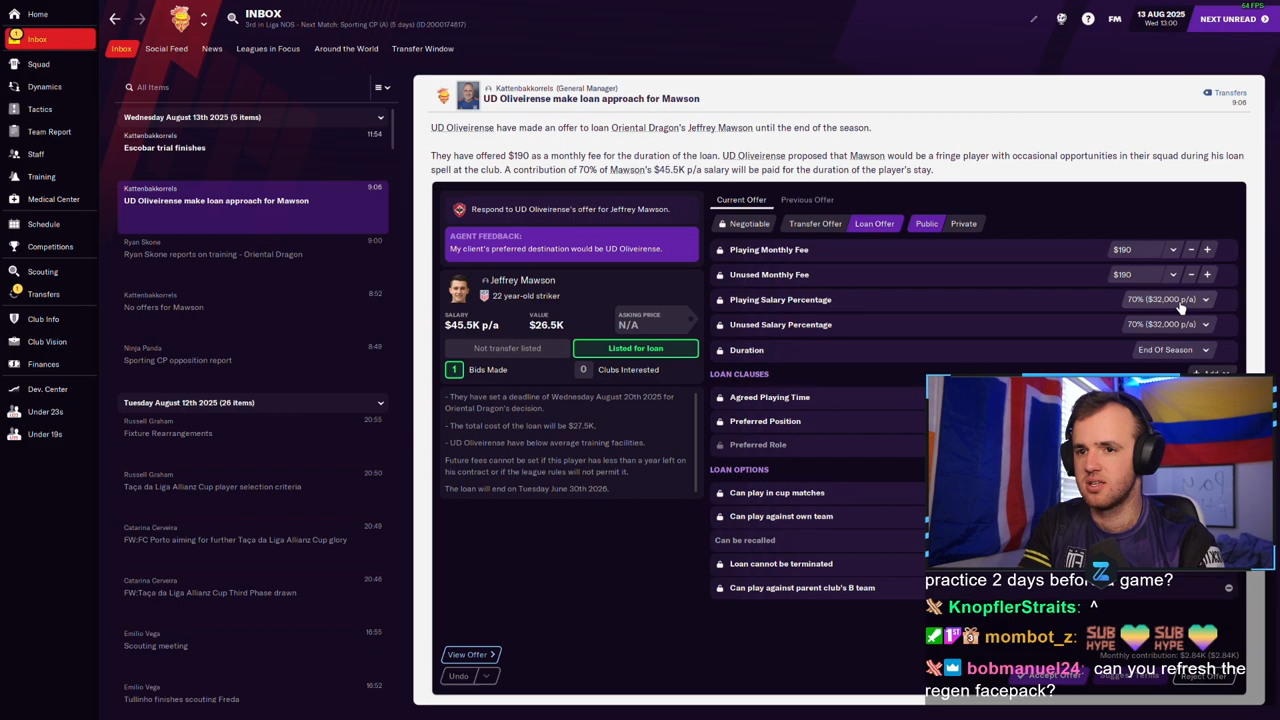 64 FPS
Home
INBOX
3rd in Liga NOS - Next Match: Sporting CP (A) (5 days) (ID:2000174617)
FM
13 AUG 2025
Wed 13:00
NEXT UNREAD
1
Inbox
Squad
Dynamics
Tactics
Team Report
Staff
Training
Medical Center
Schedule
Competitions
Scouting
Transfers
Club Info
Club Vision
Finances
Dev. Center
Under 23s
Under 19s
Inbox
Social Feed
News
Leagues in Focus
Around the World
Transfer Window
All Items
Wednesday August 13th 2025 (5 items)
Kattenbakkorrels
11:54
Escobar trial finishes
Kattenbakkorrels
9:06
UD Oliveirense make loan approach for Mawson
Ryan Skone
9:00
Ryan Skone reports on training - Oriental Dragon
Kattenbakkorrels
8:52
No offers for Mawson
Ninja Panda
8:49
Sporting CP opposition report
Tuesday August 12th 2025 (26 items)
Russell Graham
20:55
Fixture Rearrangements
Russell Graham
20:50
Taça da Liga Allianz Cup player selection criteria
Catarina Cerveira
20:49
FW:FC Porto aiming for further Taça da Liga Allianz Cup glory
Catarina Cerveira
20:46
FW:Taça da Liga Allianz Cup Third Phase drawn
Emilio Vega
16:55
Scouting meeting
Emilio Vega
16:52
Tullinho finishes scouting Freda
Kattenbakkorrels (General Manager)
UD Oliveirense make loan approach for Mawson
Transfers
9:06
UD Oliveirense have made an offer to loan Oriental Dragon's Jeffrey Mawson until the end of the season.
They have offered $190 as a monthly fee for the duration of the loan. UD Oliveirense proposed that Mawson would be a fringe player with occasional opportunities in their squad during his loan
spell at the club. A contribution of 70% of Mawson's $45.5K p/a salary will be paid for the duration of the player's stay.
Respond to UD Oliveirense's offer for Jeffrey Mawson.
AGENT FEEDBACK:
My client's preferred destination would be UD Oliveirense.
Jeffrey Mawson
22 year-old striker
SALARY
$45.5K p/a
VALUE
$26.5K
ASKING PRICE
N/A
Not transfer listed
Listed for loan
1 Bids Made
0 Clubs Interested
- They have set a deadline of Wednesday August 20th 2025 for
Oriental Dragon's decision.
- The total cost of the loan will be $27.5K.
- UD Oliveirense have below average training facilities.
Future fees cannot be set if this player has less than a year left on
his contract or if the league rules will not permit it.
The loan will end on Tuesday June 30th 2026.
View Offer
Undo
Current Offer
Previous Offer
Negotiable
Transfer Offer
Loan Offer
Public
Private
Playing Monthly Fee
$190
Unused Monthly Fee
$190
Playing Salary Percentage
70% ($32,000 p/a)
Unused Salary Percentage
70% ($32,000 p/a)
Duration
End Of Season
LOAN CLAUSES
Agreed Playing Time
Preferred Position
Preferred Role
LOAN OPTIONS
Can play in cup matches
Can play against own team
Can be recalled
Loan cannot be terminated
Can play against parent club's B team
Monthly contribution: $2.84K ($2.84K)
Accept Offer
Reject Offer
practice 2 days before a game?
KnopflerStraits: ^
mombot_z: SUB HYPE SUB HYPE
bobmanuel24: can you refresh the
regen facepack?